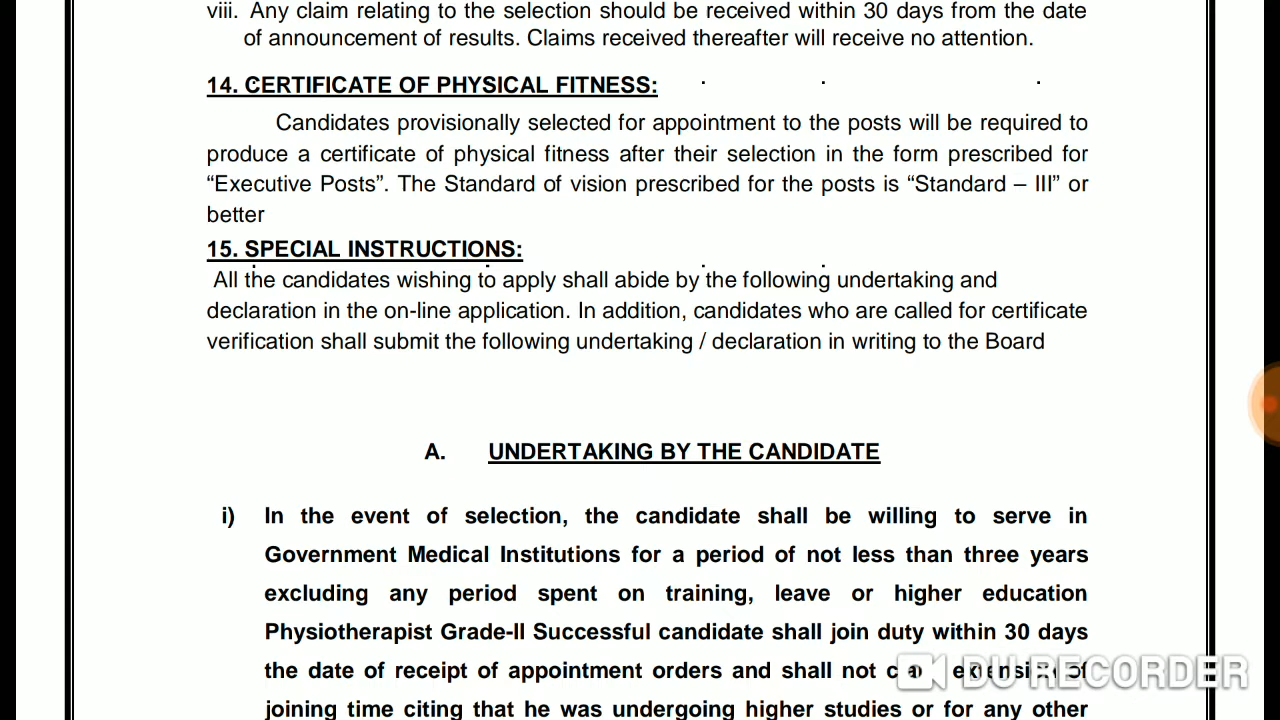 viii. Any claim relating to the selection should be received within 30 days from the date
of announcement of results. Claims received thereafter will receive no attention.
14. CERTIFICATE OF PHYSICAL FITNESS:
Candidates provisionally selected for appointment to the posts will be required to
produce a certificate of physical fitness after their selection in the form prescribed for
“Executive Posts”. The Standard of vision prescribed for the posts is “Standard – III” or
better
15. SPECIAL INSTRUCTIONS:
All the candidates wishing to apply shall abide by the following undertaking and
declaration in the on-line application. In addition, candidates who are called for certificate
verification shall submit the following undertaking / declaration in writing to the Board
A. UNDERTAKING BY THE CANDIDATE
i) In the event of selection, the candidate shall be willing to serve in
Government Medical Institutions for a period of not less than three years
excluding any period spent on training, leave or higher education
Physiotherapist Grade-II Successful candidate shall join duty within 30 days
the date of receipt of appointment orders and shall not claim extension of
joining time citing that he was undergoing higher studies or for any other
DU RECORDER